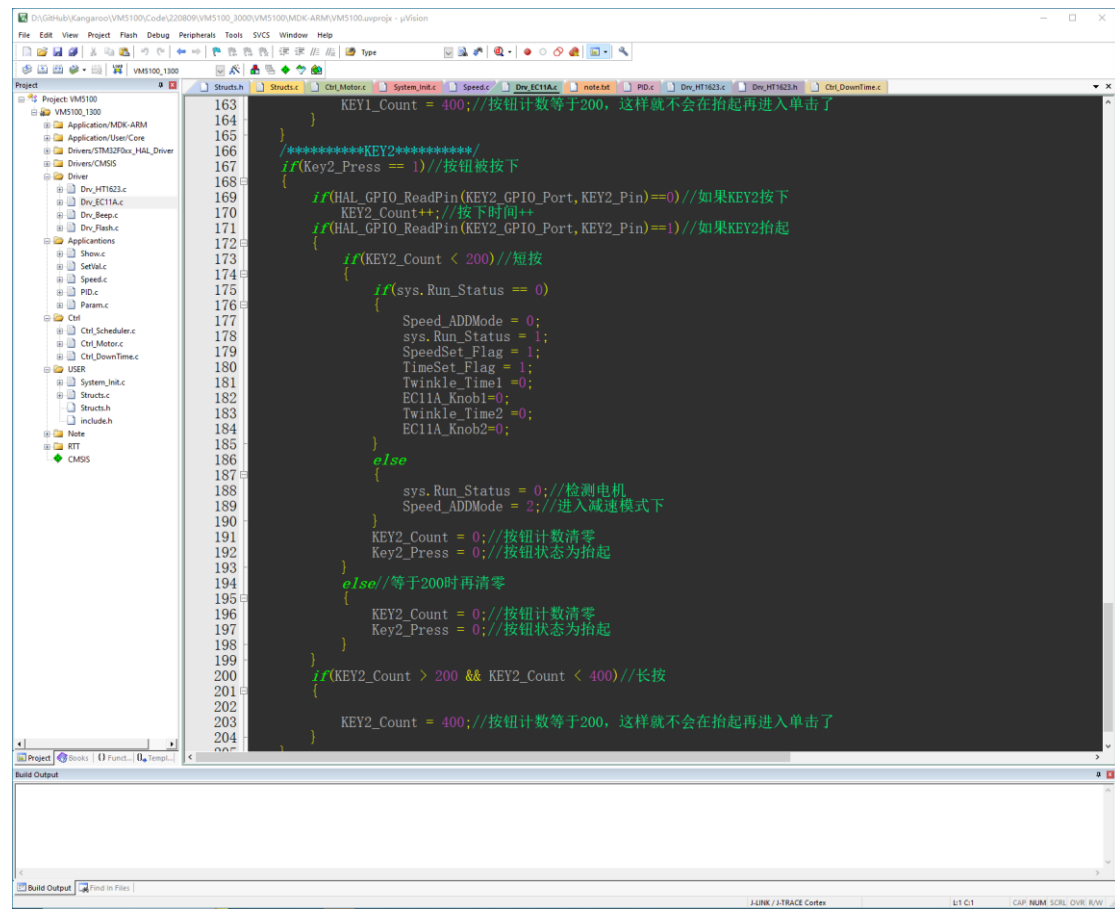 D:\GitHub\Kangaroo\VM5100\Code\220809\VM5100_3000\VM5100\MDK-ARM\VM5100.uvprojx - µVision
File Edit View Project Flash Debug Peripherals Tools SVCS Window Help
Type
VM5100_1300
Project
Structs.h Structs.c Ctrl_Motor.c System_Init.c Speed.c Drv_EC11A.c note.txt PID.c Drv_HT1623.c Drv_HT1623.h Ctrl_DownTime.c
Project: VM5100
VM5100_1300
Application/MDK-ARM
Application/User/Core
Drivers/STM32F0xx_HAL_Driver
Drivers/CMSIS
Driver
Drv_HT1623.c
Drv_EC11A.c
Drv_Beep.c
Drv_Flash.c
Applicantions
Show.c
SetVal.c
Speed.c
PID.c
Param.c
Ctrl
Ctrl_Scheduler.c
Ctrl_Motor.c
Ctrl_DownTime.c
USER
System_Init.c
Structs.c
Structs.h
include.h
Note
RTT
CMSIS
163 KEY1_Count = 400;//按钮计数等于200，这样就不会在抬起再进入单击了
164 }
165 }
166 /**********KEY2**********/
167 if(Key2_Press == 1)//按钮被按下
168 {
169 if(HAL_GPIO_ReadPin(KEY2_GPIO_Port,KEY2_Pin)==0)//如果KEY2按下
170 KEY2_Count++;//按下时间++
171 if(HAL_GPIO_ReadPin(KEY2_GPIO_Port,KEY2_Pin)==1)//如果KEY2抬起
172 {
173 if(KEY2_Count < 200)//短按
174 {
175 if(sys.Run_Status == 0)
176 {
177 Speed_ADDMode = 0;
178 sys.Run_Status = 1;
179 SpeedSet_Flag = 1;
180 TimeSet_Flag = 1;
181 Twinkle_Time1 =0;
182 EC11A_Knob1=0;
183 Twinkle_Time2 =0;
184 EC11A_Knob2=0;
185 }
186 else
187 {
188 sys.Run_Status = 0;//检测电机
189 Speed_ADDMode = 2;//进入减速模式下
190 }
191 KEY2_Count = 0;//按钮计数清零
192 Key2_Press = 0;//按钮状态为抬起
193 }
194 else//等于200时再清零
195 {
196 KEY2_Count = 0;//按钮计数清零
197 Key2_Press = 0;//按钮状态为抬起
198 }
199 }
200 if(KEY2_Count > 200 && KEY2_Count < 400)//长按
201 {
202
203 KEY2_Count = 400;//按钮计数等于200，这样就不会在抬起再进入单击了
204 }
205 }
Project Books {} Funct... Templ...
Build Output
Build Output Find In Files
J-LINK / J-TRACE Cortex L:1 C:1 CAP NUM SCRL OVR R/W